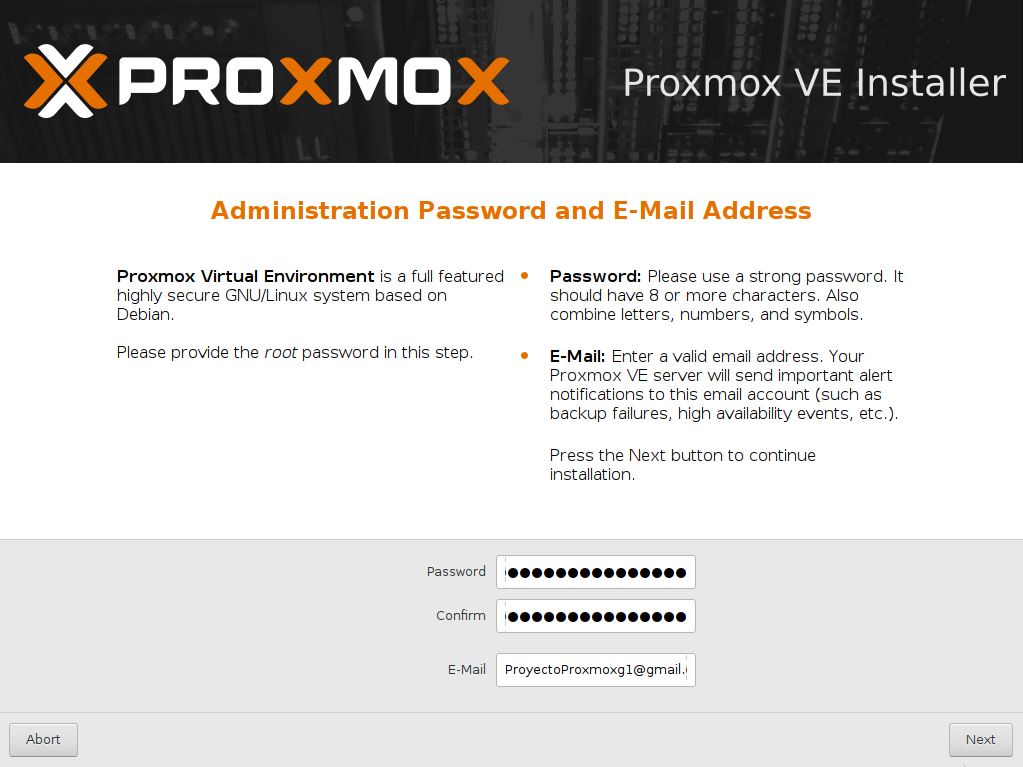 PROXMOX
Proxmox VE Installer
Administration Password and E-Mail Address
Proxmox Virtual Environment is a full featured
highly secure GNU/Linux system based on
Debian.
Please provide the root password in this step.
Password: Please use a strong password. It
should have 8 or more characters. Also
combine letters, numbers, and symbols.
E-Mail: Enter a valid email address. Your
Proxmox VE server will send important alert
notifications to this email account (such as
backup failures, high availability events, etc.).
Press the Next button to continue
installation.
Password
Confirm
E-Mail ProyectoProxmoxg1@gmail.
Abort
Next